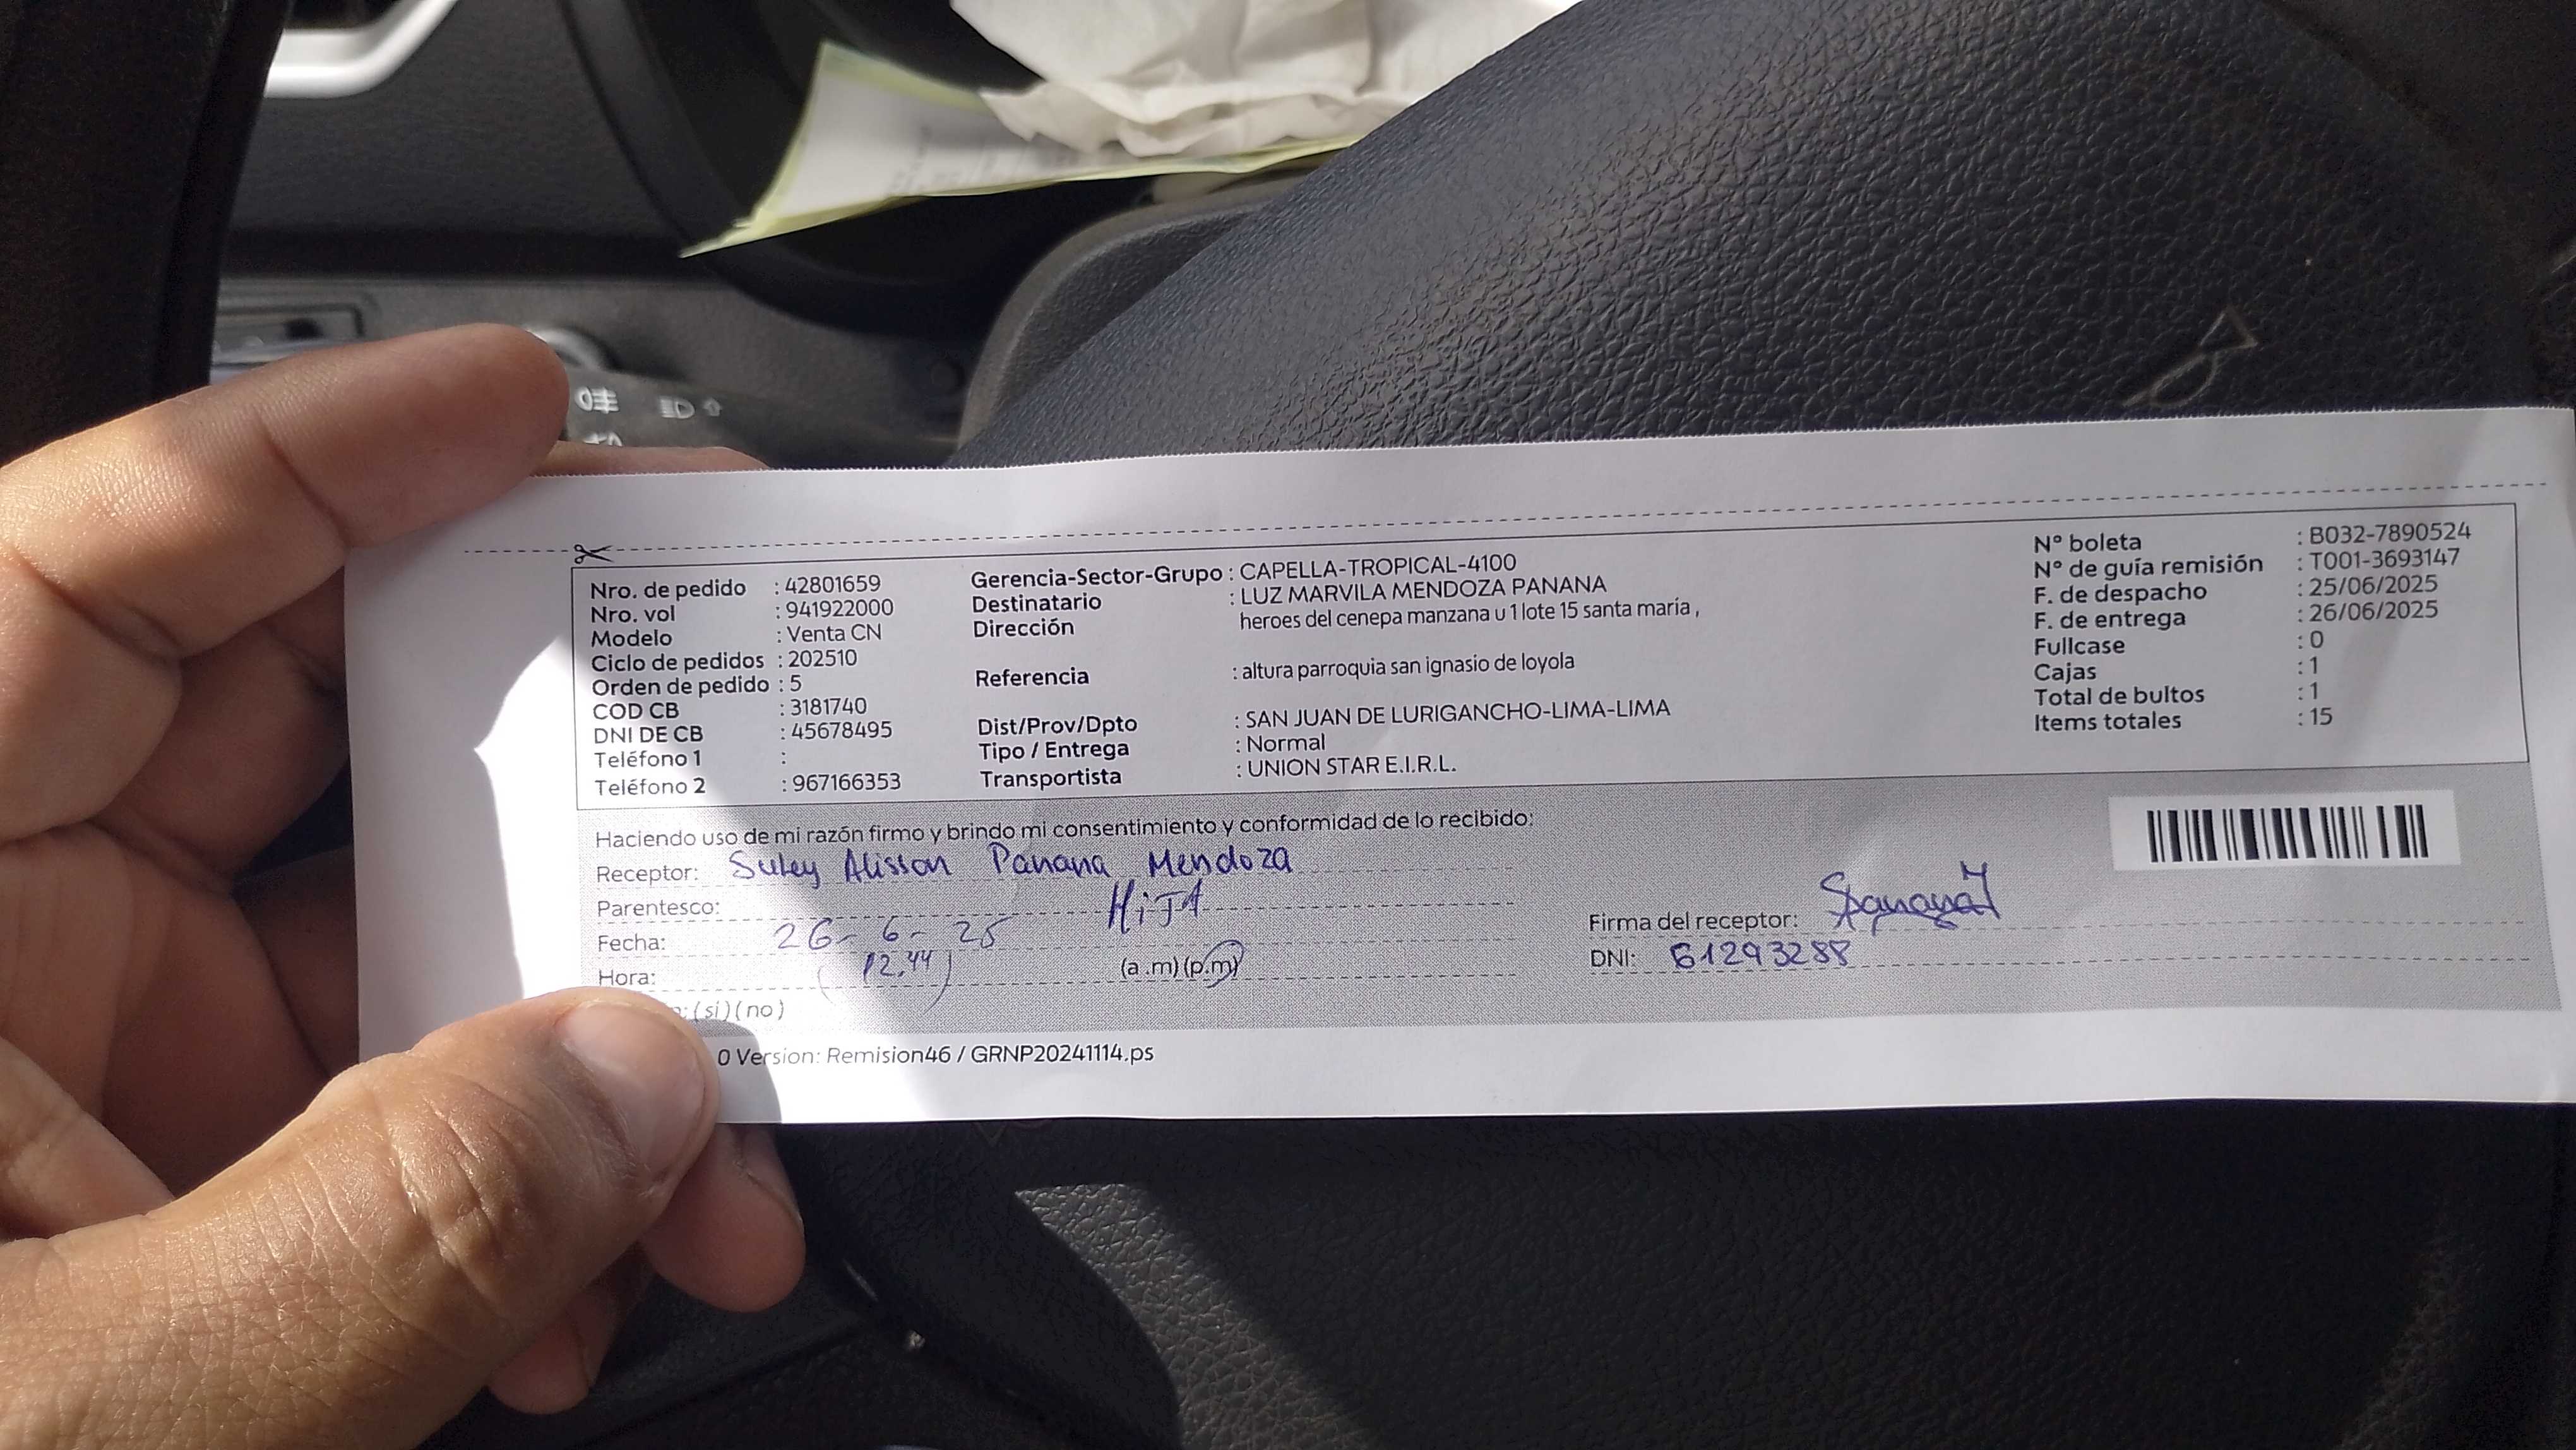 Nro. de pedido : 42801659
Nro. vol : 941922000
Modelo : Venta CN
Ciclo de pedidos : 202510
Orden de pedido : 5
COD CB : 3181740
DNI DE CB : 45678495
Teléfono 1 :
Teléfono 2 : 967166353
Gerencia-Sector-Grupo : CAPELLA-TROPICAL-4100
Destinatario : LUZ MARVILA MENDOZA PANANA
Dirección heroes del cenepa manzana u 1 lote 15 santa maría ,
Referencia : altura parroquia san ignasio de loyola
Dist/Prov/Dpto : SAN JUAN DE LURIGANCHO-LIMA-LIMA
Tipo / Entrega : Normal
Transportista : UNION STAR E.I.R.L.
N° boleta : B032-7890524
N° de guía remisión : T001-3693147
F. de despacho : 25/06/2025
F. de entrega : 26/06/2025
Fullcase : 0
Cajas : 1
Total de bultos : 1
Items totales : 15
Haciendo uso de mi razón firmo y brindo mi consentimiento y conformidad de lo recibido:
Receptor: Suley Alisson Panana Mendoza
Parentesco: HiJA
Fecha: 26-6-25
Hora: (12.44) (a.m) (p.m)
(si) (no)
Firma del receptor: SpananaM
DNI: 61293288
0 Version: Remision46 / GRNP20241114.ps